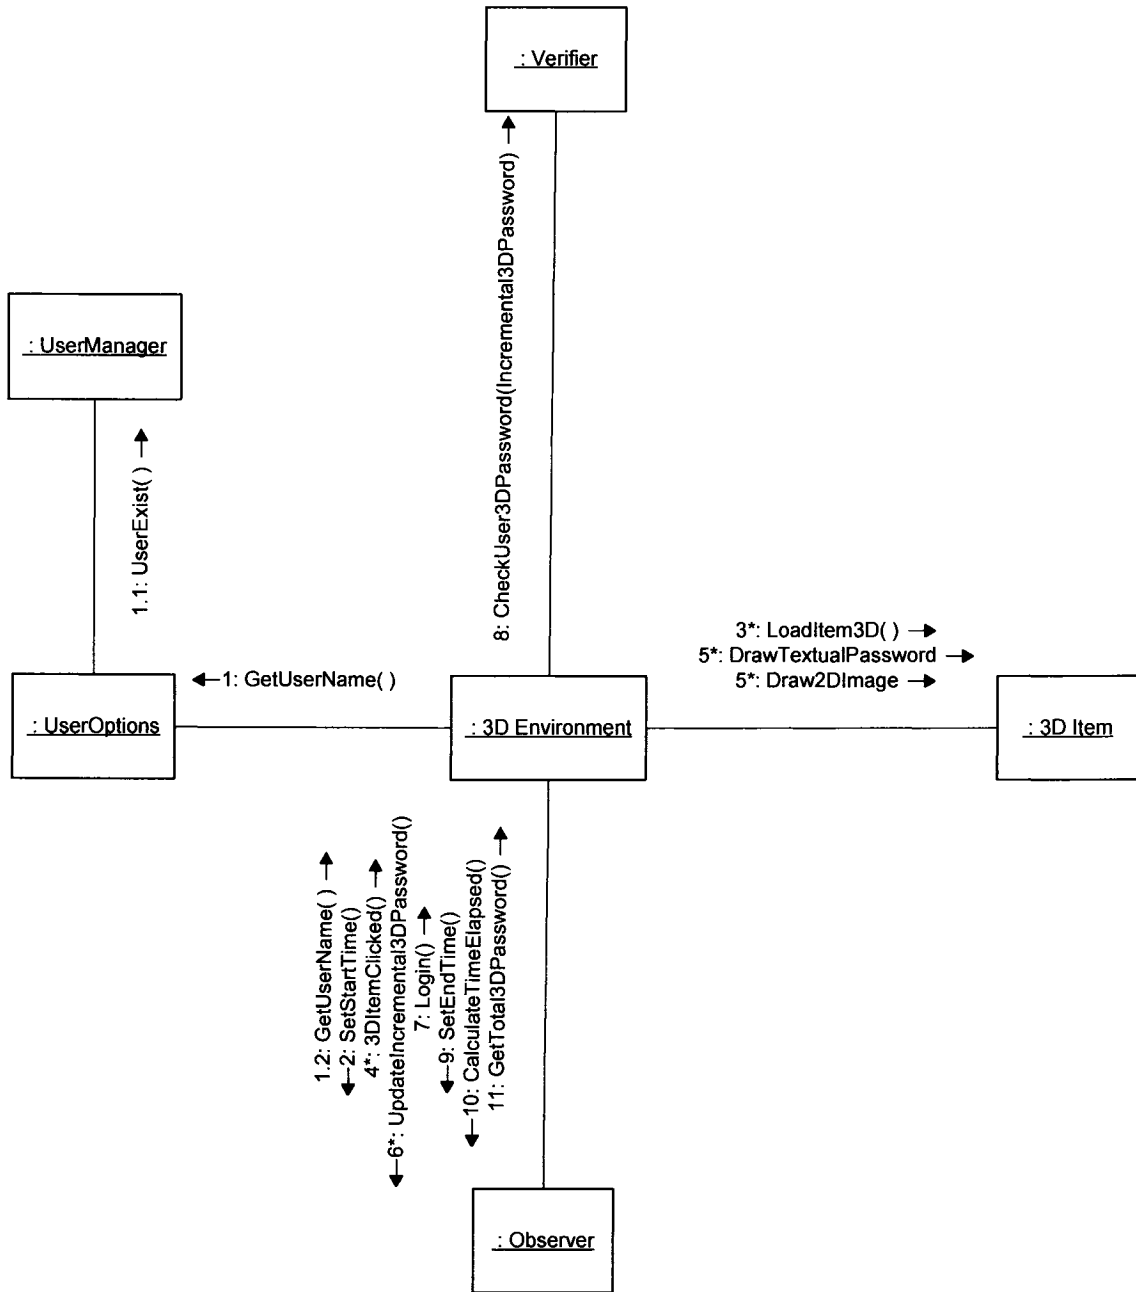 : Verifier
8: CheckUser3DPassword(Incremental3DPassword)
: UserManager
1.1: UserExist( )
3*: LoadItem3D( )
5*: DrawTextualPassword
5*: Draw2DImage
1: GetUserName( )
: UserOptions
: 3D Environment
: 3D Item
1.2: GetUserName( )
2: SetStartTime()
4*: 3DItemClicked()
6*: UpdateIncremental3DPassword()
7: Login()
9: SetEndTime()
10: CalculateTimeElapsed()
11: GetTotal3DPassword()
: Observer